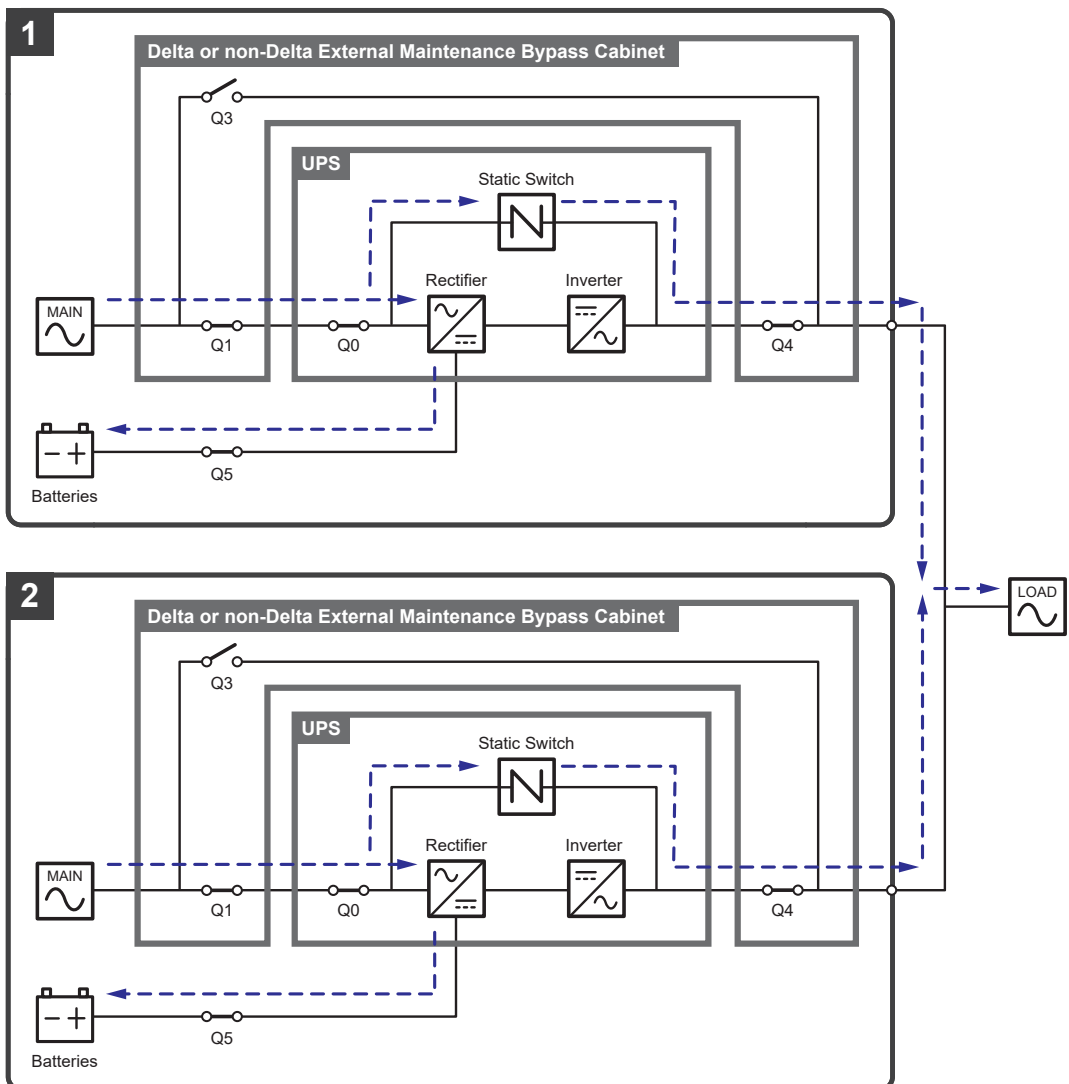 1
Delta or non-Delta External Maintenance Bypass Cabinet
Q3
UPS
Static Switch
Rectifier
Inverter
MAIN
Q1
Q0
Q4
Q5
Batteries
2
Delta or non-Delta External Maintenance Bypass Cabinet
LOAD
Q3
UPS
Static Switch
Rectifier
Inverter
MAIN
Q1
Q0
Q4
Q5
Batteries